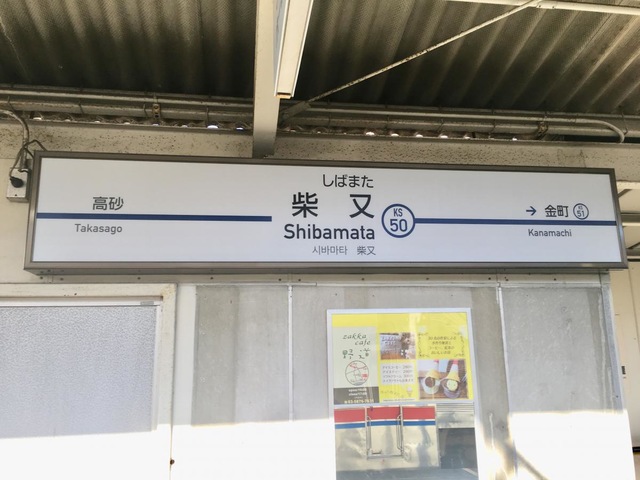 しばまた
高砂
柴又
KS
50
→ 金町
KS
51
Takasago
Shibamata
Kanamachi
시바마타 柴又
zakka
café